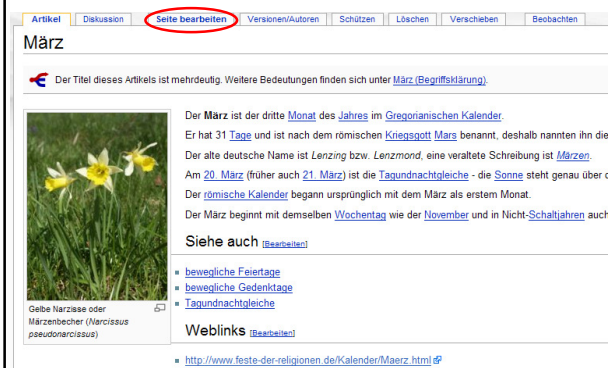 Artikel Diskussion Seite bearbeiten Versionen/Autoren Schützen Löschen Verschieben Beobachten
März
Der Titel dieses Artikels ist mehrdeutig. Weitere Bedeutungen finden sich unter März (Begriffsklärung).
Der März ist der dritte Monat des Jahres im Gregorianischen Kalender.
Er hat 31 Tage und ist nach dem römischen Kriegsgott Mars benannt, deshalb nannten ihn die
Der alte deutsche Name ist Lenzing bzw. Lenzmond, eine veraltete Schreibung ist Märzen.
Am 20. März (früher auch 21. März) ist die Tagundnachtgleiche - die Sonne steht genau über
Der römische Kalender begann ursprünglich mit dem März als erstem Monat.
Der März beginnt mit demselben Wochentag wie der November und in Nicht-Schaltjahren auch
Siehe auch [Bearbeiten]
bewegliche Feiertage
bewegliche Gedenktage
Tagundnachtgleiche
Gelbe Narzisse oder
Märzenbecher (Narcissus
pseudonarcissus)
Weblinks [Bearbeiten]
http://www.feste-der-religionen.de/Kalender/Maerz.html